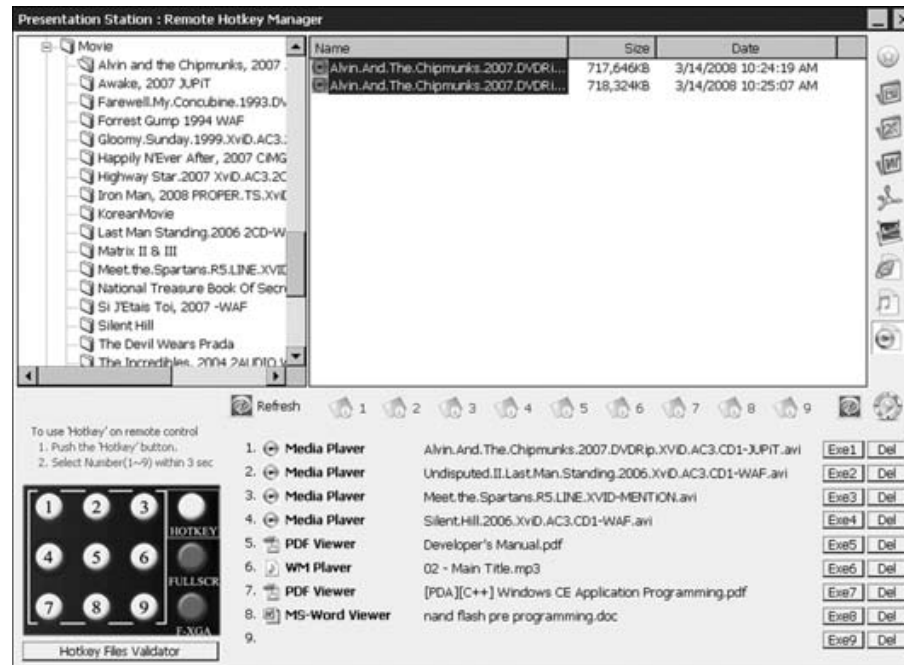 Presentation Station : Remote Hotkey Manager
Movie
Alvin and the Chipmunks, 2007
Awake, 2007 JUPiT
Farewell.My.Concubine.1993.DV
Forrest Gump 1994 WAF
Gloomy.Sunday.1999.XviD.AC3.
Happily N'Ever After, 2007 CiMG
Highway Star.2007 XviD.AC3.2C
Iron Man, 2008 PROPER.TS.XviD
KoreanMovie
Last Man Standing.2006 2CD-W
Matrix II & III
Meet.the.Spartans.R5.LINE.XVID
National Treasure Book Of Secre
Si J'Etais Toi, 2007 -WAF
Silent Hill
The Devil Wears Prada
The Incredibles, 2004 2AUDIO
Name Size Date
Alvin.And.The.Chipmunks.2007.DVDRi... 717,646KB 3/14/2008 10:24:19 AM
Alvin.And.The.Chipmunks.2007.DVDRi... 718,324KB 3/14/2008 10:25:07 AM
Refresh 1 2 3 4 5 6 7 8 9
To use 'Hotkey' on remote control
1. Push the 'Hotkey' button.
2. Select Number(1~9) within 3 sec
1 2 3
HOTKEY
4 5 6
FULLSCR
7 8 9
F-XGA
Hotkey Files Validator
1. Media Player Alvin.And.The.Chipmunks.2007.DVDRip.XViD.AC3.CD1-JUPiT.avi Exe1 Del
2. Media Player Undisputed.II.Last.Man.Standing.2006.XviD.AC3.CD1-WAF.avi Exe2 Del
3. Media Player Meet.the.Spartans.R5.LINE.XVID-MENTiON.avi Exe3 Del
4. Media Player Silent.Hill.2006.XviD.AC3.CD1-WAF.avi Exe4 Del
5. PDF Viewer Developer's Manual.pdf Exe5 Del
6. WM Player 02 - Main Title.mp3 Exe6 Del
7. PDF Viewer [PDA][C++] Windows CE Application Programming.pdf Exe7 Del
8. MS-Word Viewer nand flash pre programming.doc Exe8 Del
9. Exe9 Del